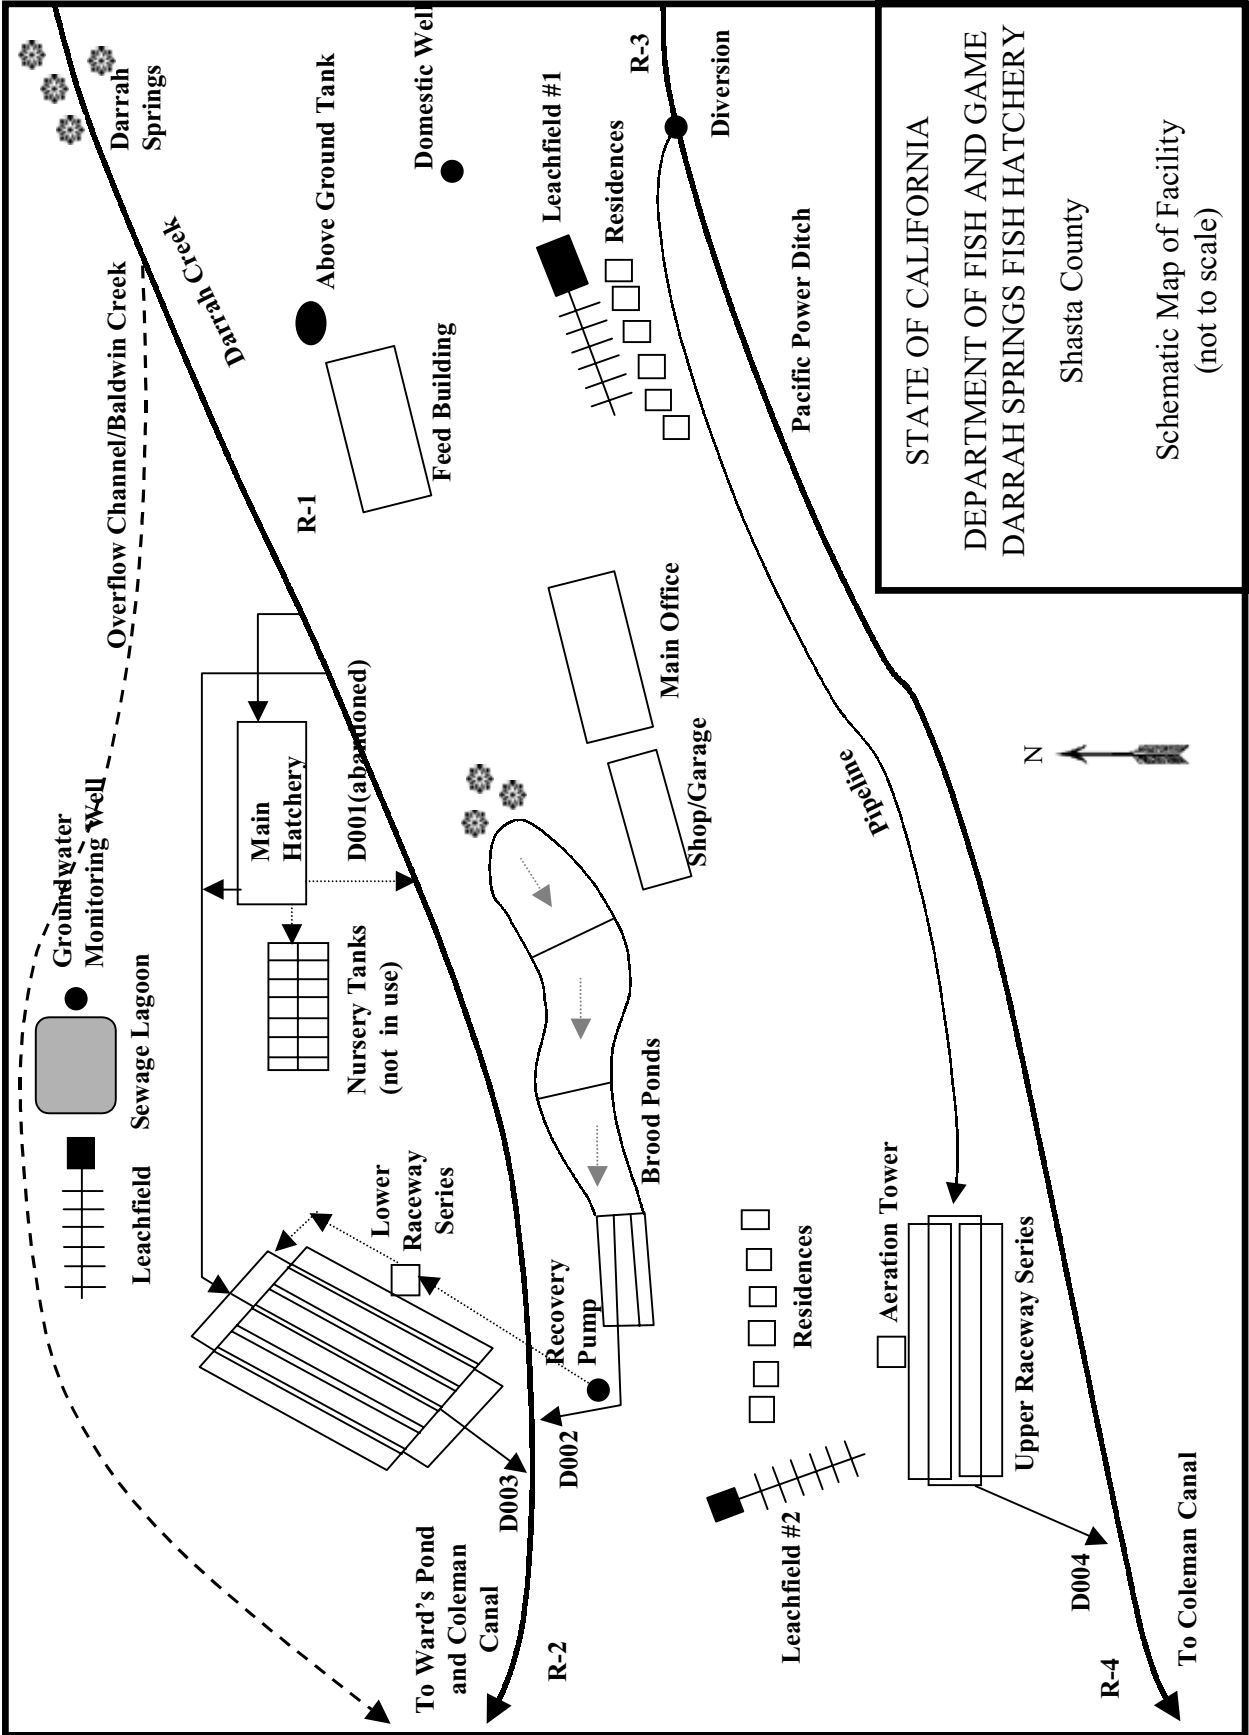 To Ward's Pond
and Coleman
Canal
R-2
D003
D002
Leachfield
Sewage Lagoon
Groundwater
Monitoring Well
Lower
Raceway
Series
Recovery
Pump
Nursery Tanks
(not in use)
Main
Hatchery
D001(abandoned)
Overflow Channel/Baldwin Creek
R-1
Darrah Creek
Darrah
Springs
Above Ground Tank
Feed Building
Domestic Well
Brood Ponds
Shop/Garage
Main Office
Leachfield #1
Residences
R-3
Diversion
Leachfield #2
Residences
Aeration Tower
Upper Raceway Series
Pipeline
Pacific Power Ditch
D004
R-4
To Coleman Canal
N
STATE OF CALIFORNIA
DEPARTMENT OF FISH AND GAME
DARRAH SPRINGS FISH HATCHERY
Shasta County
Schematic Map of Facility
(not to scale)